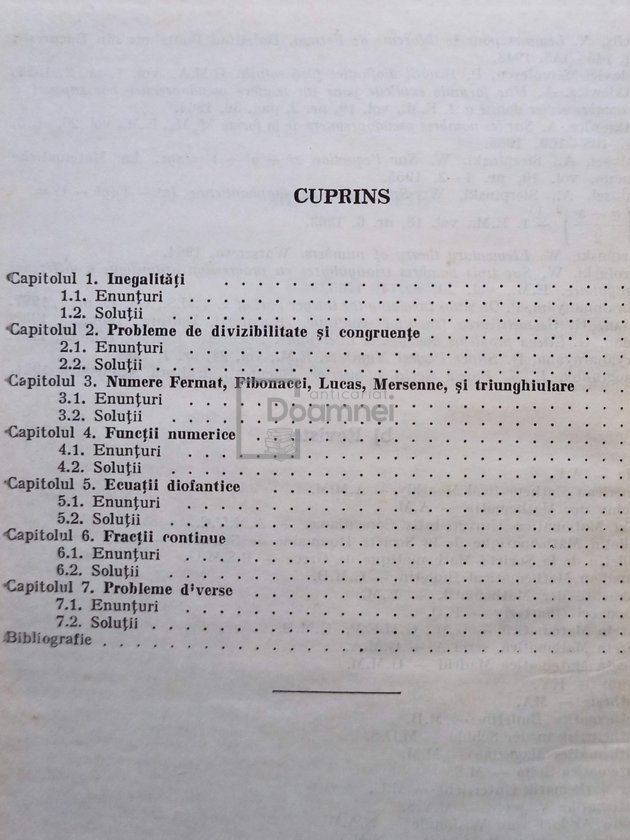 CUPRINS
Capitolul 1. Inegalități . . . . . . . . . . . . . . . . . . . .
1.1. Enunțuri . . . . . . . . . . . . . . . . . . . . . .
1.2. Soluții . . . . . . . . . . . . . . . . . . . . . .
Capitolul 2. Probleme de divizibilitate și congruențe . . . . . . . . . .
2.1. Enunțuri . . . . . . . . . . . . . . . . . . . . . .
2.2. Soluții . . . . . . . . . . . . . . . . . . . . . .
Capitolul 3. Numere Fermat, Fibonacci, Lucas, Mersenne, și triunghiulare . .
3.1. Enunțuri . . . . . . . . . . . . . . . . . . . . . .
3.2. Soluții . . . . . . . . . . . . . . . . . . . . . .
anticariat
Doamnei
Capitolul 4. Funcții numerice . . . . . . . . . . . . . . . . . .
4.1. Enunțuri . . . . . . . . . . . . . . . . . . . . . .
4.2. Soluții . . . . . . . . . . . . . . . . . . . . . .
Capitolul 5. Ecuații diofantice . . . . . . . . . . . . . . . . . .
5.1. Enunțuri . . . . . . . . . . . . . . . . . . . . . .
5.2. Soluții . . . . . . . . . . . . . . . . . . . . . .
Capitolul 6. Fracții continue . . . . . . . . . . . . . . . . . .
6.1. Enunțuri . . . . . . . . . . . . . . . . . . . . . .
6.2. Soluții . . . . . . . . . . . . . . . . . . . . . .
Capitolul 7. Probleme d'verse . . . . . . . . . . . . . . . . . .
7.1. Enunțuri . . . . . . . . . . . . . . . . . . . . . .
7.2. Soluții . . . . . . . . . . . . . . . . . . . . . .
Bibliografie . . . . . . . . . . . . . . . . . . . . . .